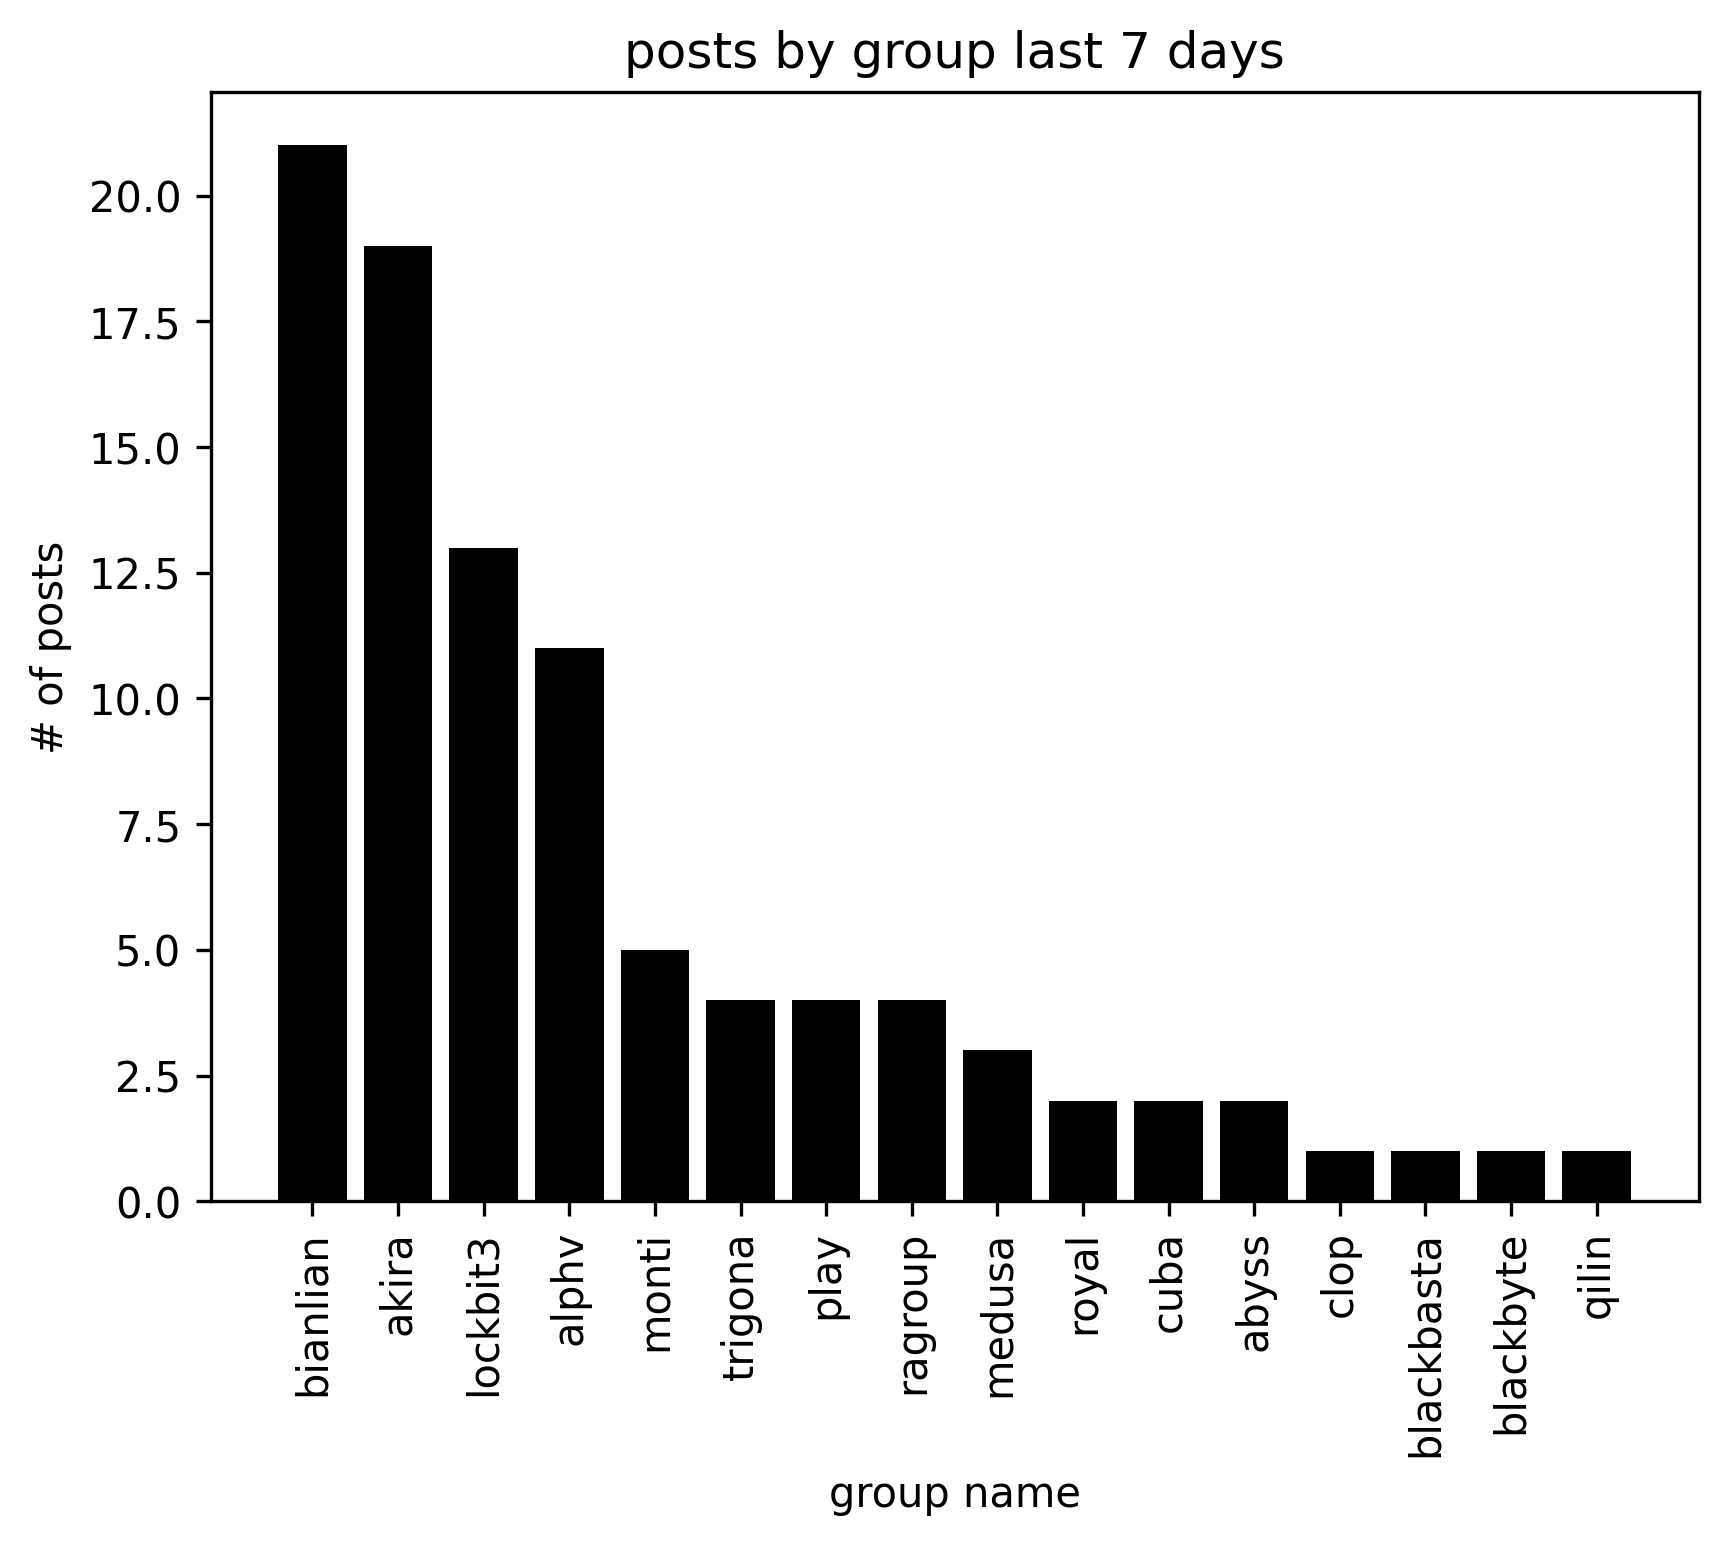 posts by group last 7 days
# of posts
20.0
17.5
15.0
12.5
10.0
7.5
5.0
2.5
0.0
bianlian
akira
lockbit3
alphv
monti
trigona
play
ragroup
medusa
royal
cuba
abyss
clop
blackbasta
blackbyte
qilin
group name